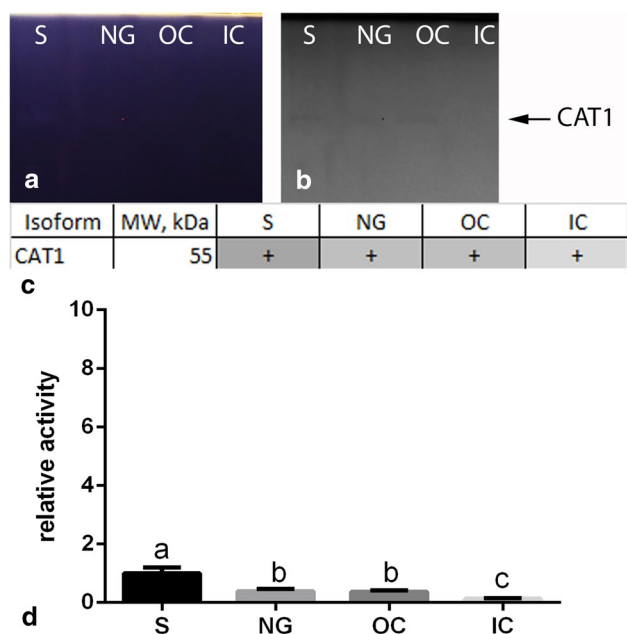 S NG OC IC
S NG OC IC
CAT1
a
b
Isoform MW, kDa S NG OC IC
CAT1 55 + + + +
c
10
8
6
4
2
0
relative activity
a
b
b
c
S NG OC IC
d